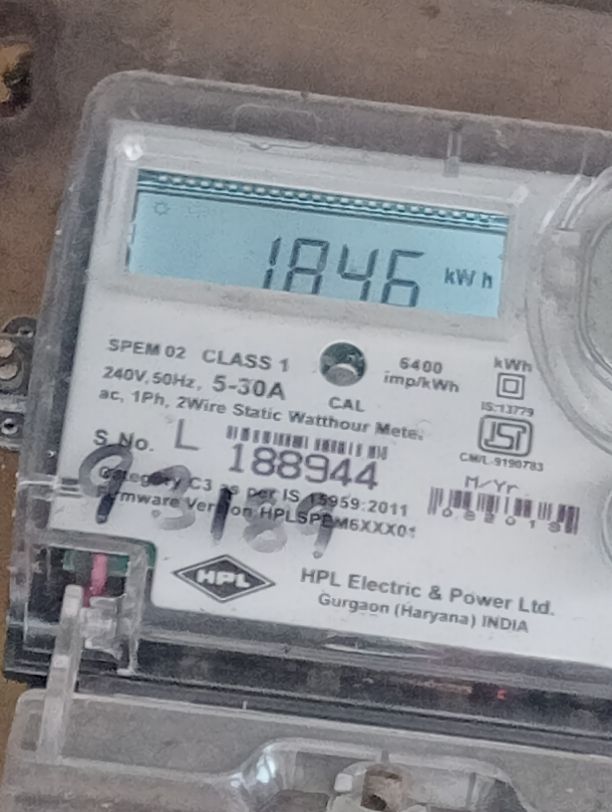 1846 kWh
SPEM 02 CLASS 1
6400
imp/kWh
kWh
240V, 50Hz, 5-30A
CAL
IS:13779
ac, 1Ph, 2Wire Static Watthour Meter
ISI
S.No. L 188944
CM/L-9190783
M/Yr.
Category C3 as per IS 15959:2011
Firmware Version HPLSPEM6XXX01
93189
HPL
HPL Electric & Power Ltd.
Gurgaon (Haryana) INDIA